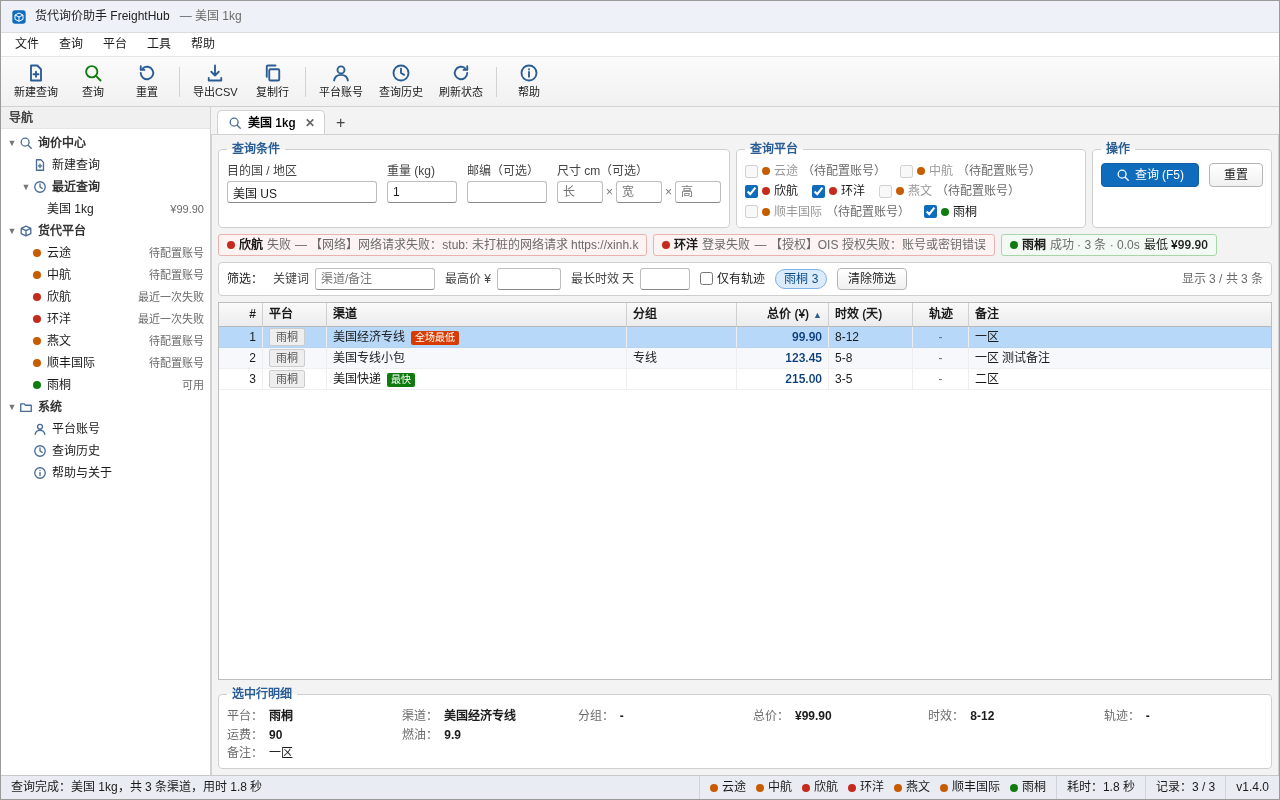 货代询价助手 FreightHub — 美国 1kg
文件 查询 平台 工具 帮助
新建查询 查询 重置 导出CSV 复制行 平台账号 查询历史 刷新状态 帮助
导航
询价中心
新建查询
最近查询
美国 1kg ¥99.90
货代平台
云途 待配置账号
中航 待配置账号
欣航 最近一次失败
环洋 最近一次失败
燕文 待配置账号
顺丰国际 待配置账号
雨桐 可用
系统
平台账号
查询历史
帮助与关于
美国 1kg ✕ +
查询条件
目的国 / 地区 重量 (kg) 邮编（可选） 尺寸 cm（可选）
美国 US 1 长 × 宽 × 高
查询平台
云途 （待配置账号） 中航 （待配置账号）
欣航 环洋 燕文 （待配置账号）
顺丰国际 （待配置账号） 雨桐
操作
查询 (F5) 重置
欣航 失败 — 【网络】网络请求失败：stub: 未打桩的网络请求 https://xinh.k
环洋 登录失败 — 【授权】OIS 授权失败：账号或密钥错误
雨桐 成功 · 3 条 · 0.0s 最低 ¥99.90
筛选： 关键词 渠道/备注 最高价 ¥ 最长时效 天 仅有轨迹 雨桐 3 清除筛选 显示 3 / 共 3 条
# 平台 渠道 分组 总价 (¥) ▲ 时效 (天) 轨迹 备注
1 雨桐 美国经济专线 全场最低 99.90 8-12 - 一区
2 雨桐 美国专线小包 专线 123.45 5-8 - 一区 测试备注
3 雨桐 美国快递 最快 215.00 3-5 - 二区
选中行明细
平台： 雨桐 渠道： 美国经济专线 分组： - 总价： ¥99.90 时效： 8-12 轨迹： -
运费： 90 燃油： 9.9
备注： 一区
查询完成：美国 1kg，共 3 条渠道，用时 1.8 秒 云途 中航 欣航 环洋 燕文 顺丰国际 雨桐 耗时：1.8 秒 记录：3 / 3 v1.4.0